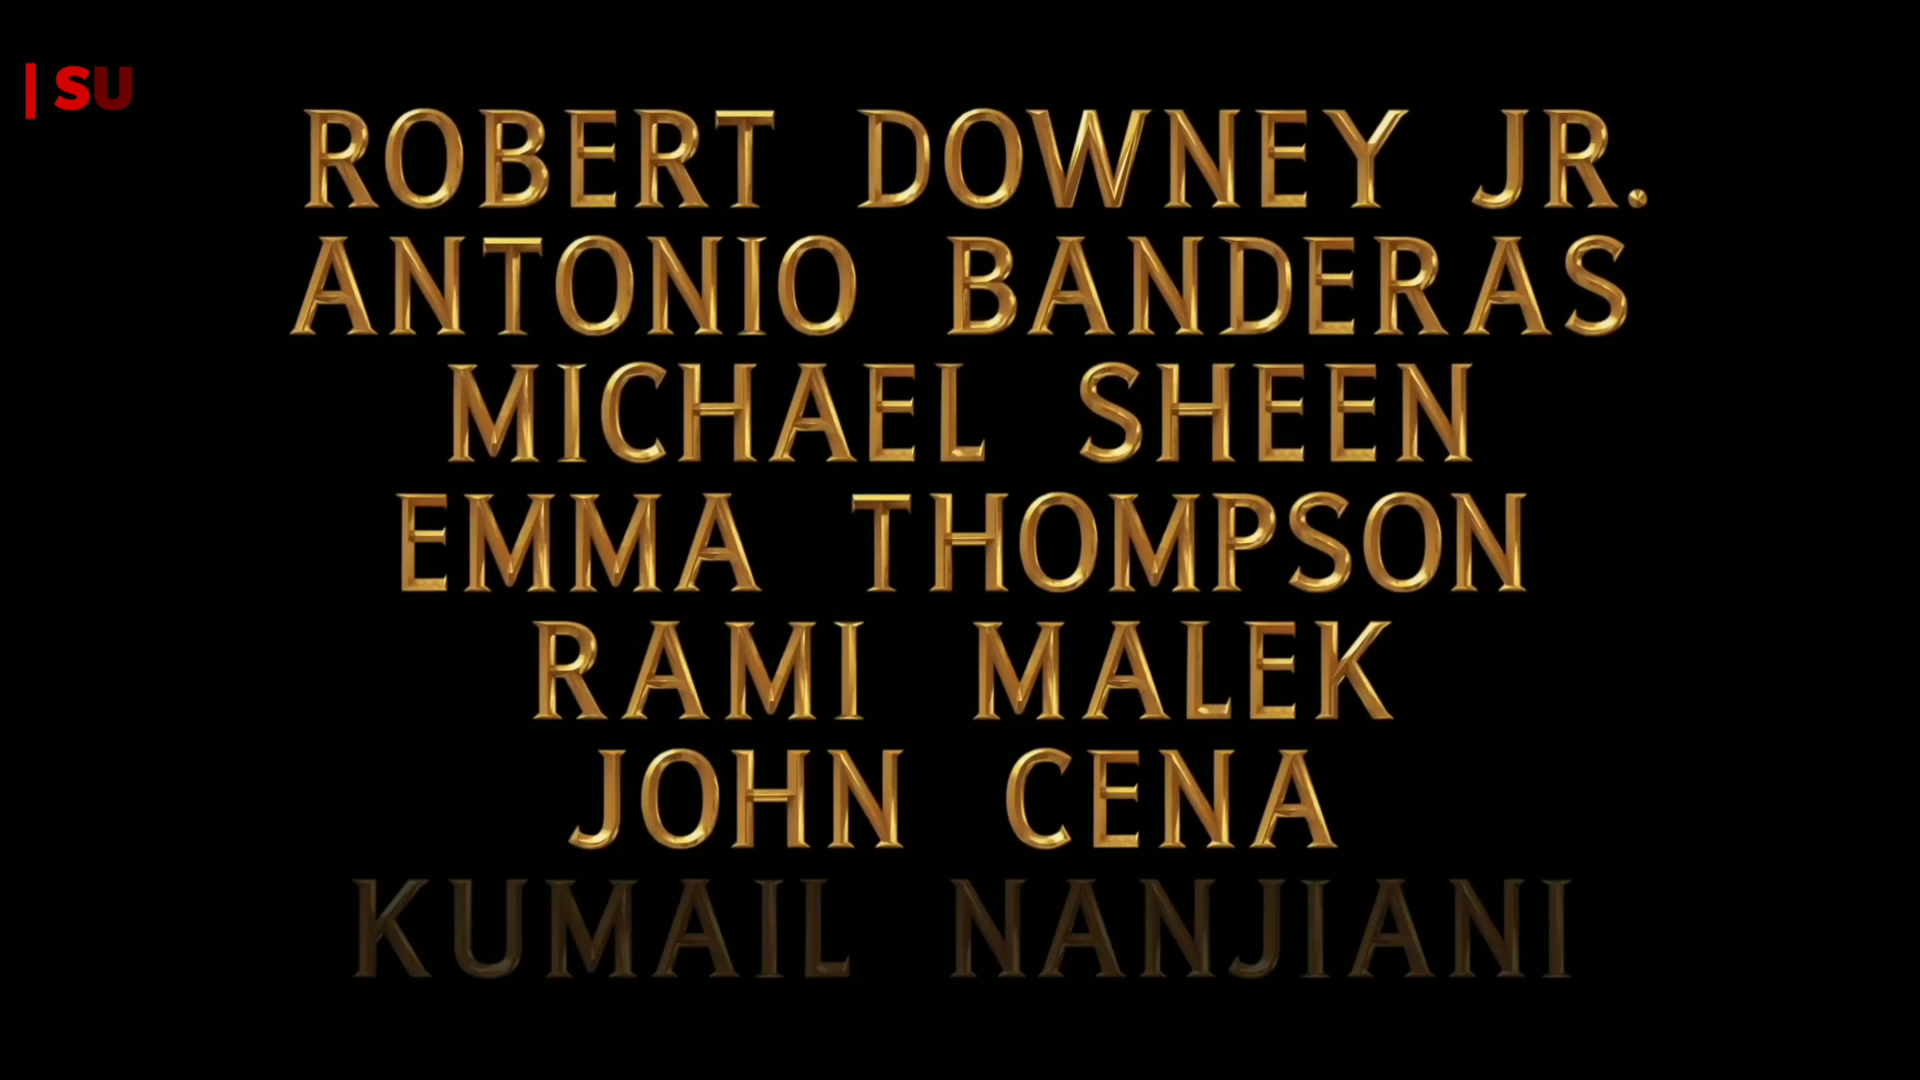 | SU
ROBERT DOWNEY JR.
ANTONIO BANDERAS
MICHAEL SHEEN
EMMA THOMPSON
RAMI MALEK
JOHN CENA
KUMAIL NANJIANI